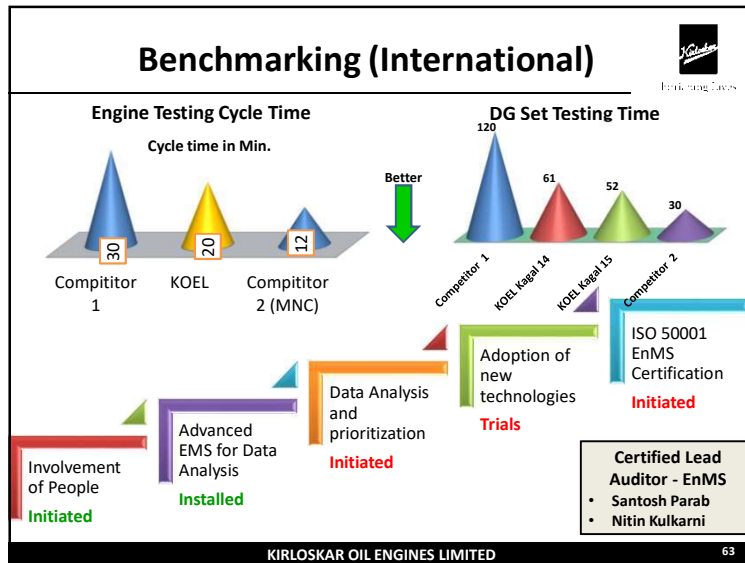 Benchmarking (International)
Kirloskar
Engine Testing Cycle Time
Cycle time in Min.
30
20
12
Compititor
1
KOEL
Compititor
2 (MNC)
Better
DG Set Testing Time
120
61
52
30
Competitor 1
KOEL Kagal 14
KOEL Kagal 15
Competitor 2
Involvement
of People
Initiated
Advanced
EMS for Data
Analysis
Installed
Data Analysis
and
prioritization
Initiated
Adoption of
new
technologies
Trials
ISO 50001
EnMS
Certification
Initiated
Certified Lead
Auditor - EnMS
• Santosh Parab
• Nitin Kulkarni
KIRLOSKAR OIL ENGINES LIMITED
63